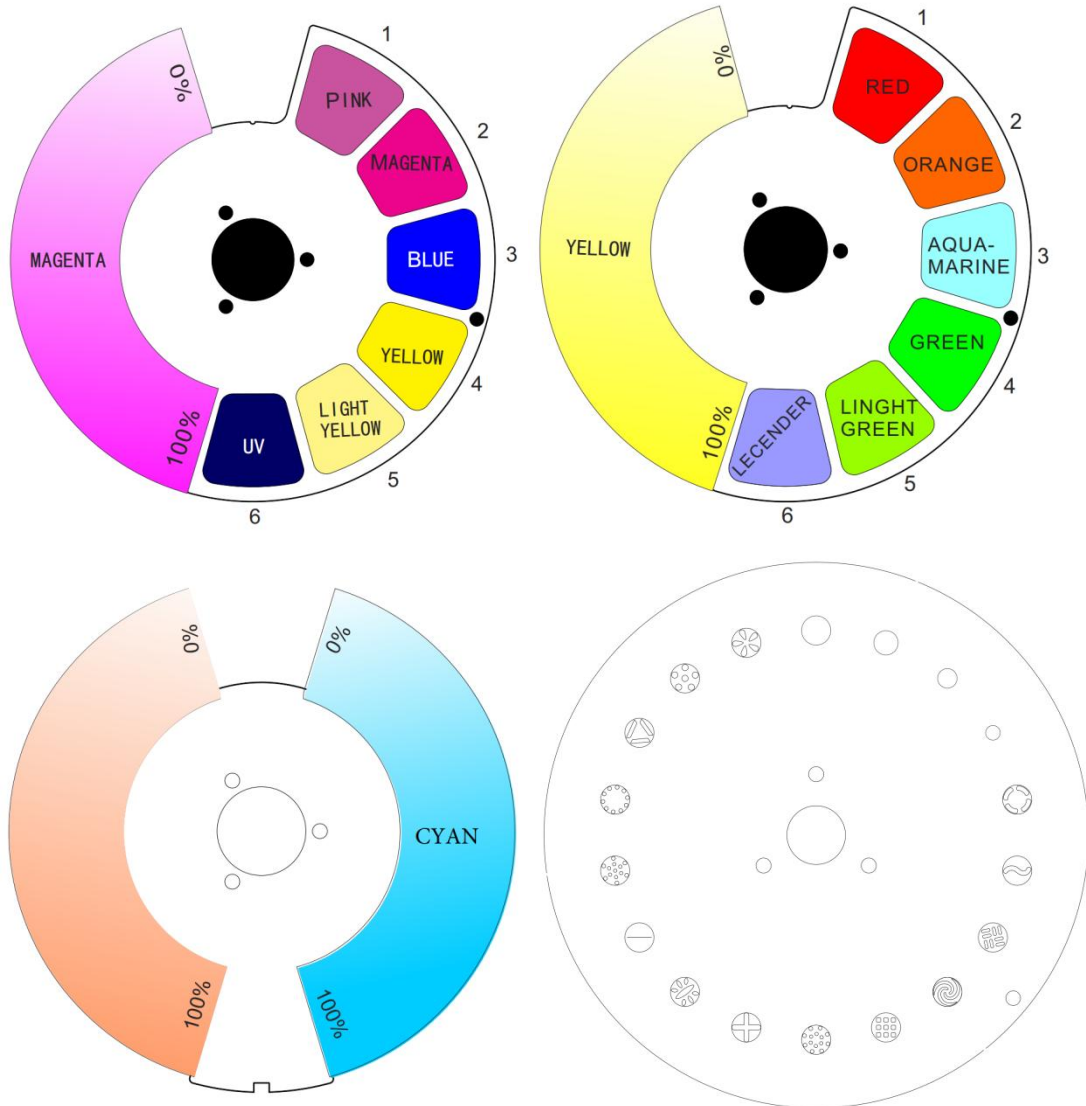 1
PINK
2
MAGENTA
3
BLUE
4
YELLOW
5
LIGHT
YELLOW
6
UV
0%
MAGENTA
100%
1
RED
2
ORANGE
3
AQUA-
MARINE
4
GREEN
5
LINGHT
GREEN
6
LECENDER
0%
YELLOW
100%
0%
100%
0%
CYAN
100%